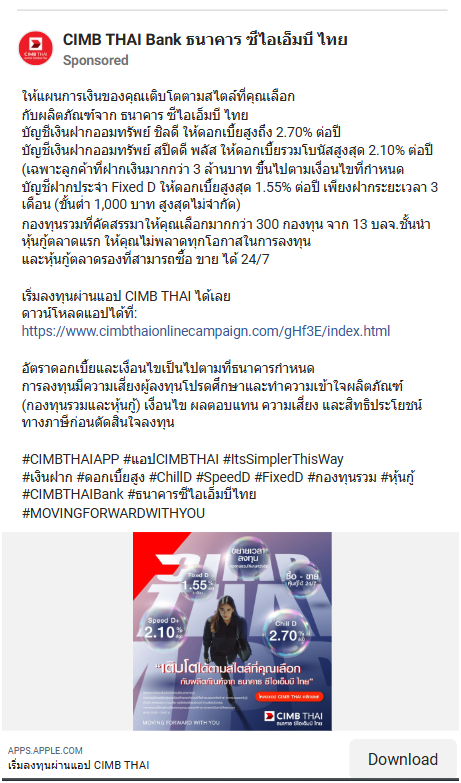 CIMB THAI Bank ธนาคาร ซีไอเอ็มบี ไทย
Sponsored
ให้แผนการเงินของคุณเติบโตตามสไตล์ที่คุณเลือก
กับผลิตภัณฑ์จาก ธนาคาร ซีไอเอ็มบี ไทย
บัญชีเงินฝากออมทรัพย์ ชิลดี ให้ดอกเบี้ยสูงถึง 2.70% ต่อปี
บัญชีเงินฝากออมทรัพย์ สปีดดี พลัส ให้ดอกเบี้ยรวมโบนัสสูงสุด 2.10% ต่อปี
(เฉพาะลูกค้าที่ฝากเงินมากกว่า 3 ล้านบาท ขึ้นไปตามเงื่อนไขที่กำหนด
บัญชีฝากประจำ Fixed D ให้ดอกเบี้ยสูงสุด 1.55% ต่อปี เพียงฝากระยะเวลา 3
เดือน (ขั้นต่ำ 1,000 บาท สูงสุดไม่จำกัด)
กองทุนรวมที่คัดสรรมาให้คุณเลือกมากกว่า 300 กองทุน จาก 13 บลจ.ชั้นนำ
หุ้นกู้ตลาดแรก ให้คุณไม่พลาดทุกโอกาสในการลงทุน
และหุ้นกู้ตลาดรองที่สามารถซื้อ ขาย ได้ 24/7
เริ่มลงทุนผ่านแอป CIMB THAI ได้เลย
ดาวน์โหลดแอปได้ที่:
https://www.cimbthaionlinecampaign.com/gHf3E/index.html
อัตราดอกเบี้ยและเงื่อนไขเป็นไปตามที่ธนาคารกำหนด
การลงทุนมีความเสี่ยงผู้ลงทุนโปรดศึกษาและทำความเข้าใจผลิตภัณฑ์
(กองทุนรวมและหุ้นกู้) เงื่อนไข ผลตอบแทน ความเสี่ยง และสิทธิประโยชน์
ทางภาษีก่อนตัดสินใจลงทุน
#CIMBTHAIAPP #แอปCIMBTHAI #ItsSimplerThisWay
#เงินฝาก #ดอกเบี้ยสูง #ChillD #SpeedD #FixedD #กองทุนรวม #หุ้นกู้
#CIMBTHAIBank #ธนาคารซีไอเอ็มบีไทย
#MOVINGFORWARDWITHYOU
Fixed D
1.55%
ขยายเวลา
ลงทุน
ซื้อ - ขาย
Speed D+
2.10%
Chill D
2.70%
"เติบโตได้ตามสไตล์ที่คุณเลือก
กับผลิตภัณฑ์จาก ธนาคาร ซีไอเอ็มบี ไทย"
MOVING FORWARD WITH YOU
CIMB THAI
ธนาคาร ซีไอเอ็มบี ไทย
APPS.APPLE.COM
เริ่มลงทุนผ่านแอป CIMB THAI
Download